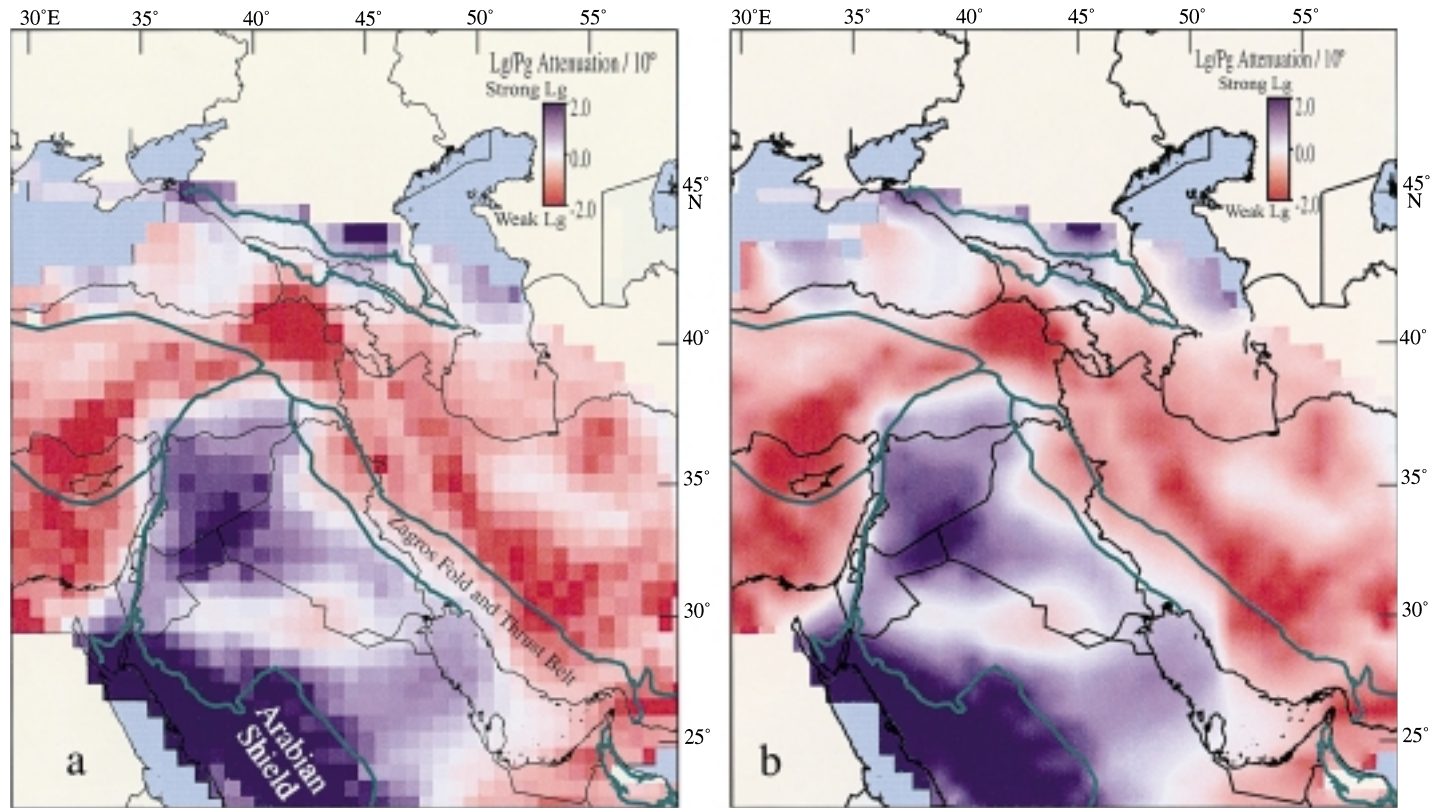 30°E 35° 40° 45° 50° 55°
30°E 35° 40° 45° 50° 55°
Lg/Pg Attenuation / 10°
Strong Lg
2.0
0.0
-2.0
Weak Lg
Lg/Pg Attenuation / 10°
Strong Lg
2.0
0.0
-2.0
Weak Lg
45°
N
40°
35°
30°
25°
45°
N
40°
35°
30°
25°
Zagros Fold and Thrust Belt
Arabian
Shield
a
b